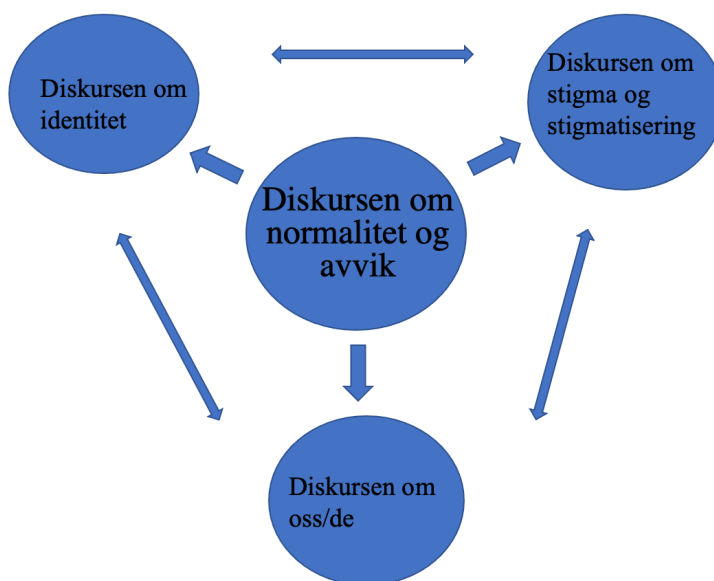 Diskursen om
identitet
Diskursen om
stigma og
stigmatisering
Diskursen om
normalitet og
avvik
Diskursen om
oss/de